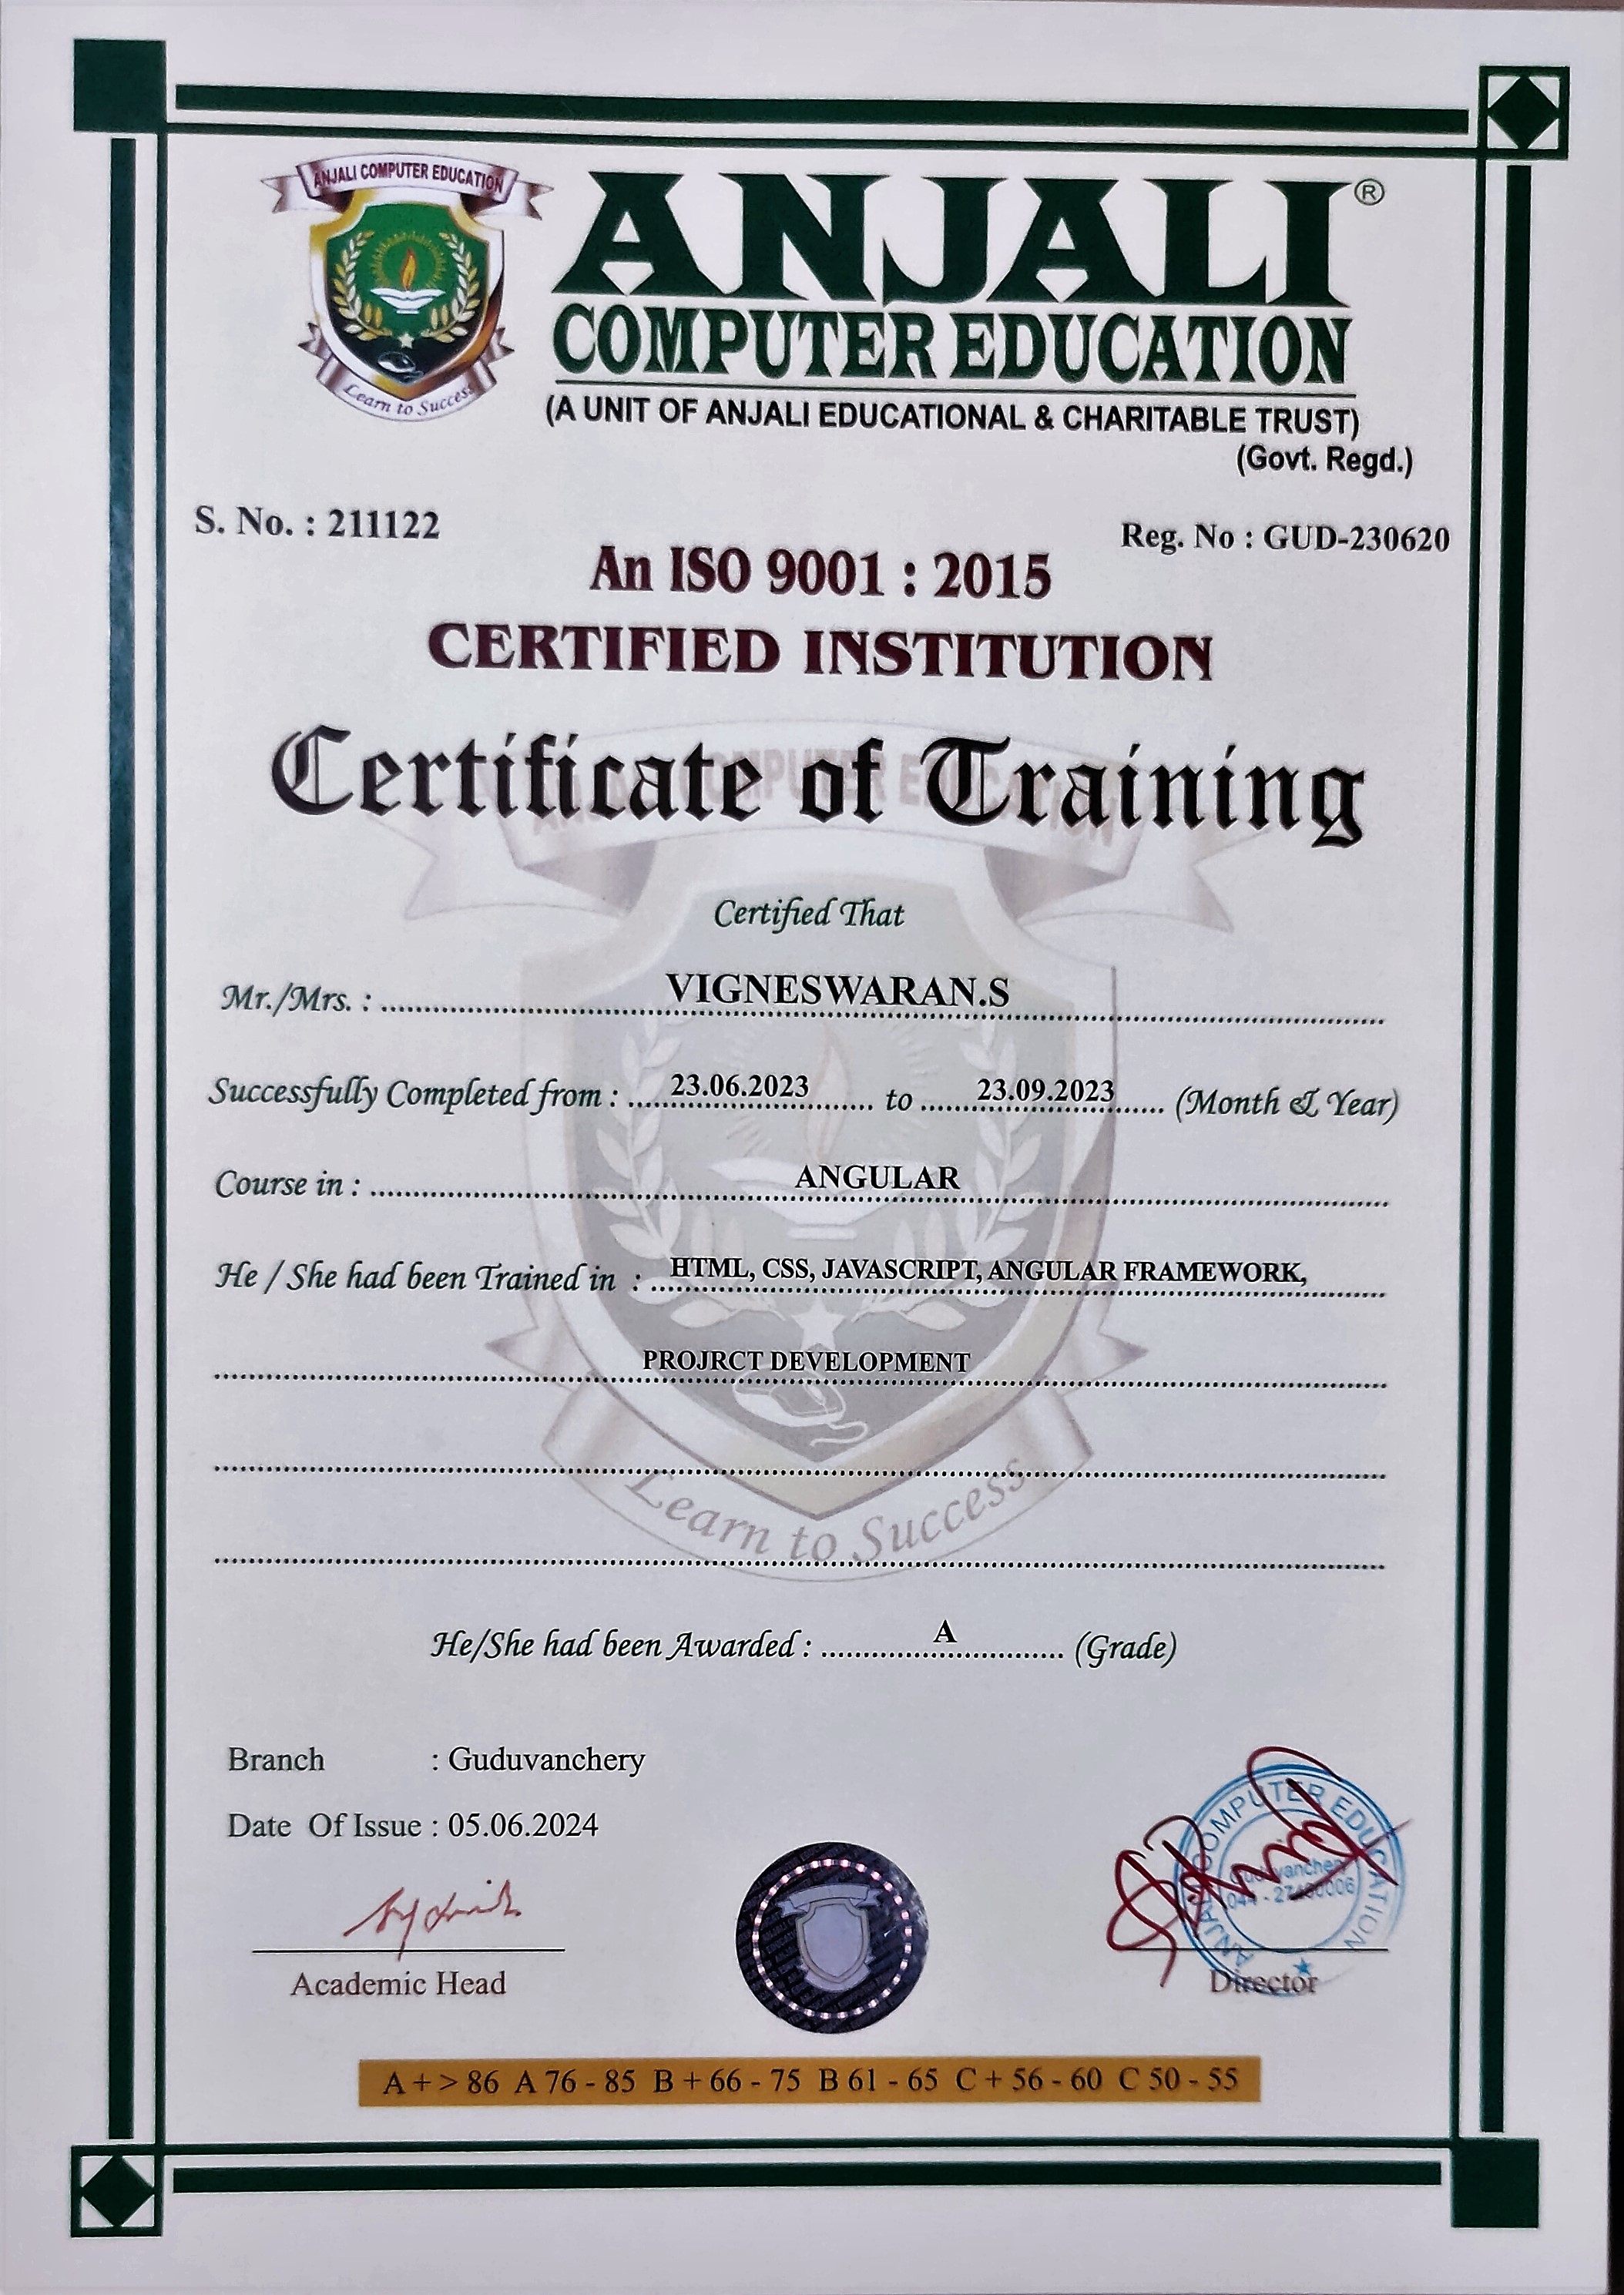 ANJALI COMPUTER EDUCATION
Learn to Success
ANJALI®
COMPUTER EDUCATION
(A UNIT OF ANJALI EDUCATIONAL & CHARITABLE TRUST)
(Govt. Regd.)
S. No. : 211122
Reg. No : GUD-230620
An ISO 9001 : 2015
CERTIFIED INSTITUTION
Certificate of Training
Certified That
Mr./Mrs. : VIGNESWARAN.S
Successfully Completed from : 23.06.2023 to 23.09.2023 (Month & Year)
Course in : ANGULAR
He / She had been Trained in : HTML, CSS, JAVASCRIPT, ANGULAR FRAMEWORK,
PROJRCT DEVELOPMENT
Learn to Success
He/She had been Awarded : A (Grade)
Branch : Guduvanchery
Date Of Issue : 05.06.2024
ANJALI COMPUTER EDUCATION
Academic Head
Director
A + > 86 A 76 - 85 B + 66 - 75 B 61 - 65 C + 56 - 60 C 50 - 55